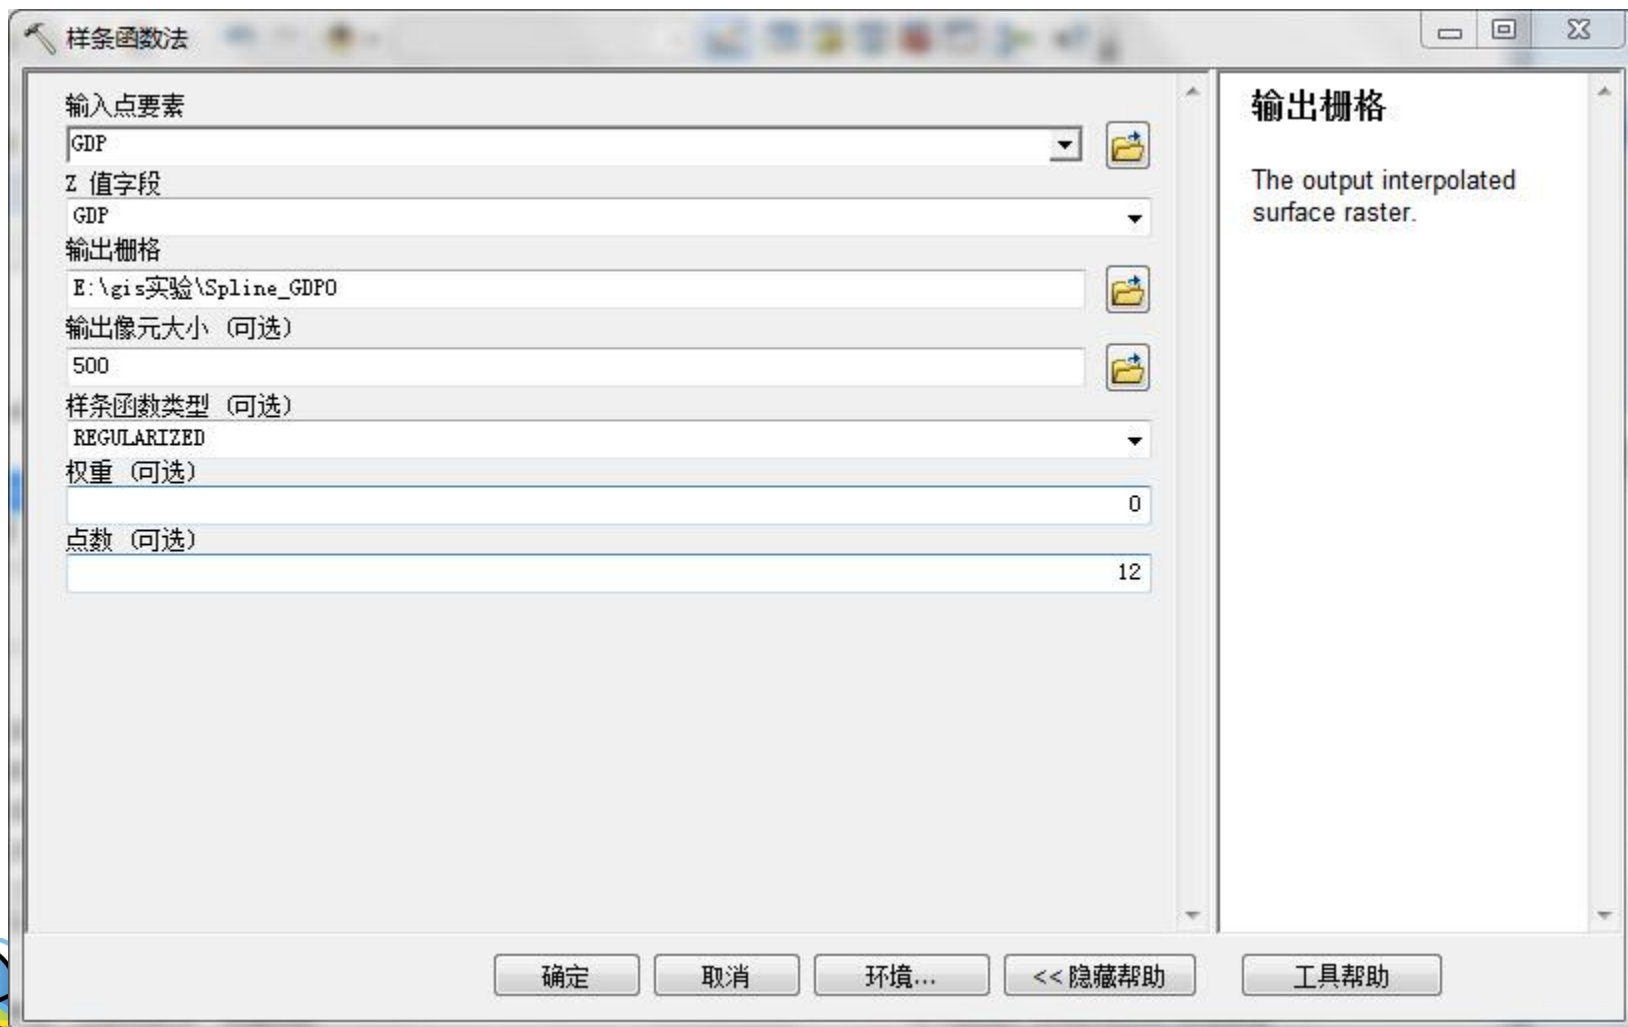 样条函数法
输入点要素
GDP
Z 值字段
GDP
输出栅格
E:\gis实验\Spline_GDP0
输出像元大小 (可选)
500
样条函数类型 (可选)
REGULARIZED
权重 (可选)
0
点数 (可选)
12
输出栅格
The output interpolated
surface raster.
确定
取消
环境...
<< 隐藏帮助
工具帮助